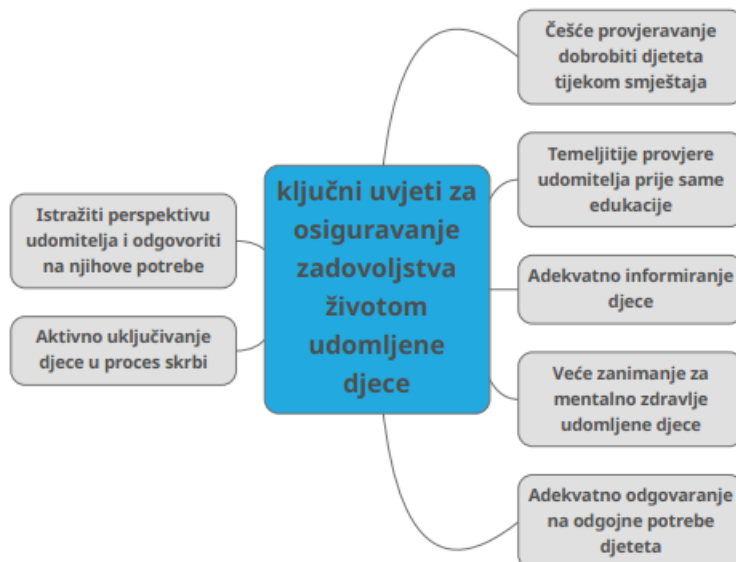 ključni uvjeti za
osiguravanje
zadovoljstva
životom
udomljene
djece
Češće provjeravanje
dobrobiti djeteta
tijekom smještaja
Temeljitije provjere
udomitelja prije same
edukacije
Adekvatno informiranje
djece
Veće zanimanje za
mentalno zdravlje
udomljene djece
Adekvatno odgovaranje
na odgojne potrebe
djeteta
Istražiti perspektivu
udomitelja i odgovoriti
na njihove potrebe
Aktivno uključivanje
djece u proces skrbi